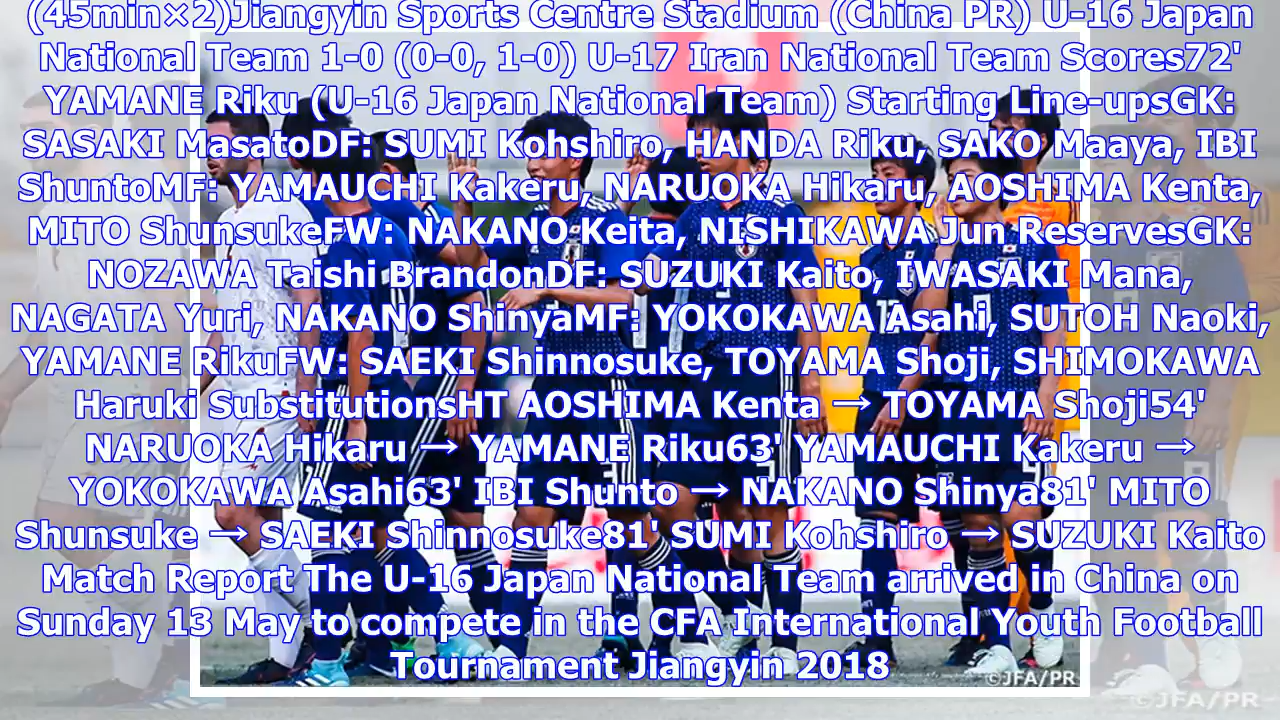 (45min×2)Jiangyin Sports Centre Stadium (China PR) U-16 Japan
National Team 1-0 (0-0, 1-0) U-17 Iran National Team Scores72'
YAMANE Riku (U-16 Japan National Team) Starting Line-upsGK:
SASAKI MasatoDF: SUMI Kohshiro, HANDA Riku, SAKO Maaya, IBI
ShuntoMF: YAMAUCHI Kakeru, NARUOKA Hikaru, AOSHIMA Kenta,
MITO ShunsukeFW: NAKANO Keita, NISHIKAWA Jun ReservesGK:
NOZAWA Taishi BrandonDF: SUZUKI Kaito, IWASAKI Mana,
NAGATA Yuri, NAKANO ShinyaMF: YOKOKAWA Asahi, SUTOH Naoki,
YAMANE RikuFW: SAEKI Shinnosuke, TOYAMA Shoji, SHIMOKAWA
Haruki SubstitutionsHT AOSHIMA Kenta → TOYAMA Shoji54'
NARUOKA Hikaru → YAMANE Riku63' YAMAUCHI Kakeru →
YOKOKAWA Asahi63' IBI Shunto → NAKANO Shinya81' MITO
Shunsuke → SAEKI Shinnosuke81' SUMI Kohshiro → SUZUKI Kaito
Match Report The U-16 Japan National Team arrived in China on
Sunday 13 May to compete in the CFA International Youth Football
Tournament Jiangyin 2018
©JFA/PR
©JFA/PR